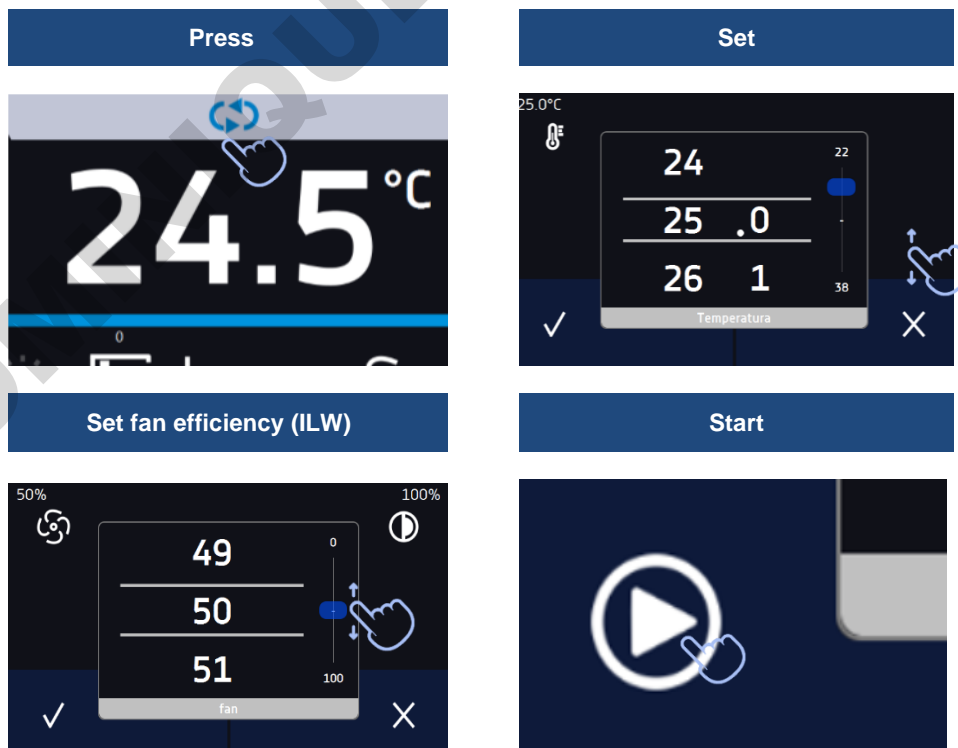 Press
24.5°C
0
Set
25.0°C
24
25 .0
26 1
22
-
38
Temperatura
Set fan efficiency (ILW)
50%
100%
49
50
51
0
-
100
fan
Start